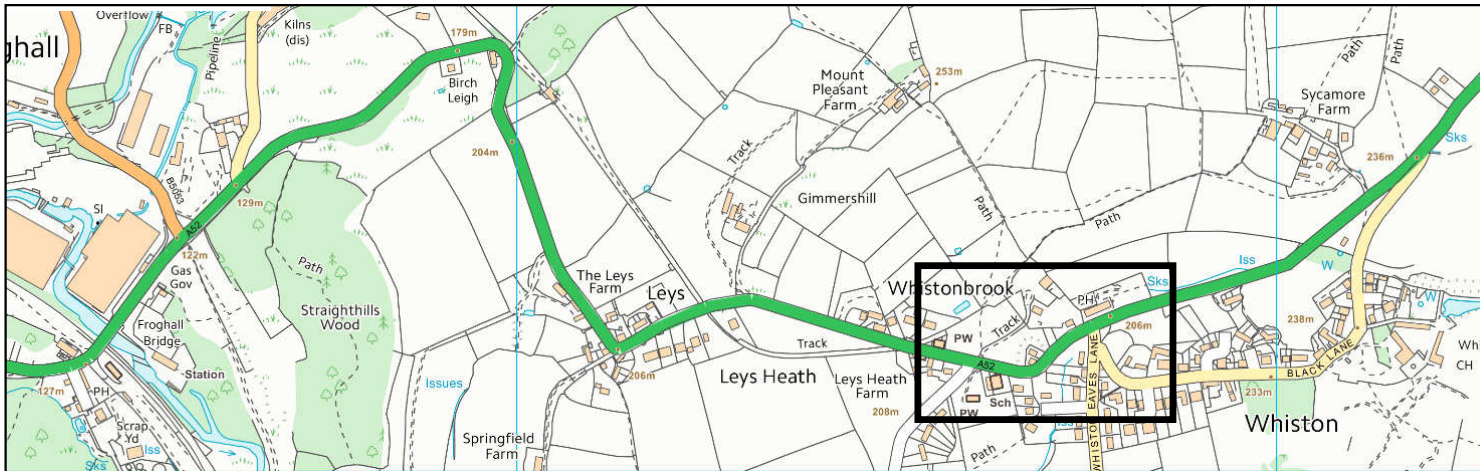 Overflow
FB
ghall
Pipeline
Kilns
(dis)
179m
Birch
Leigh
204m
B5053
SI
129m
A52
122m
Gas
Gov
Path
Straighthills
Wood
Froghall
Bridge
Station
127m
PH
Scrap
Yd
Iss
Sks
Mount
Pleasant
Farm
253m
Track
Gimmershill
Path
Path
Path
Path
Sycamore
Farm
Sks
236m
The Leys
Farm
Leys
206m
Issues
Springfield
Farm
Track
Leys Heath
Leys Heath
Farm
208m
Whistonbrook
PW
Track
PH
Sks
Iss
206m
A52
Sch
PW
Path
Iss
WHISTON EAVES LANE
BLACK LANE
233m
238m
W
W
Whiston
Wh
CH